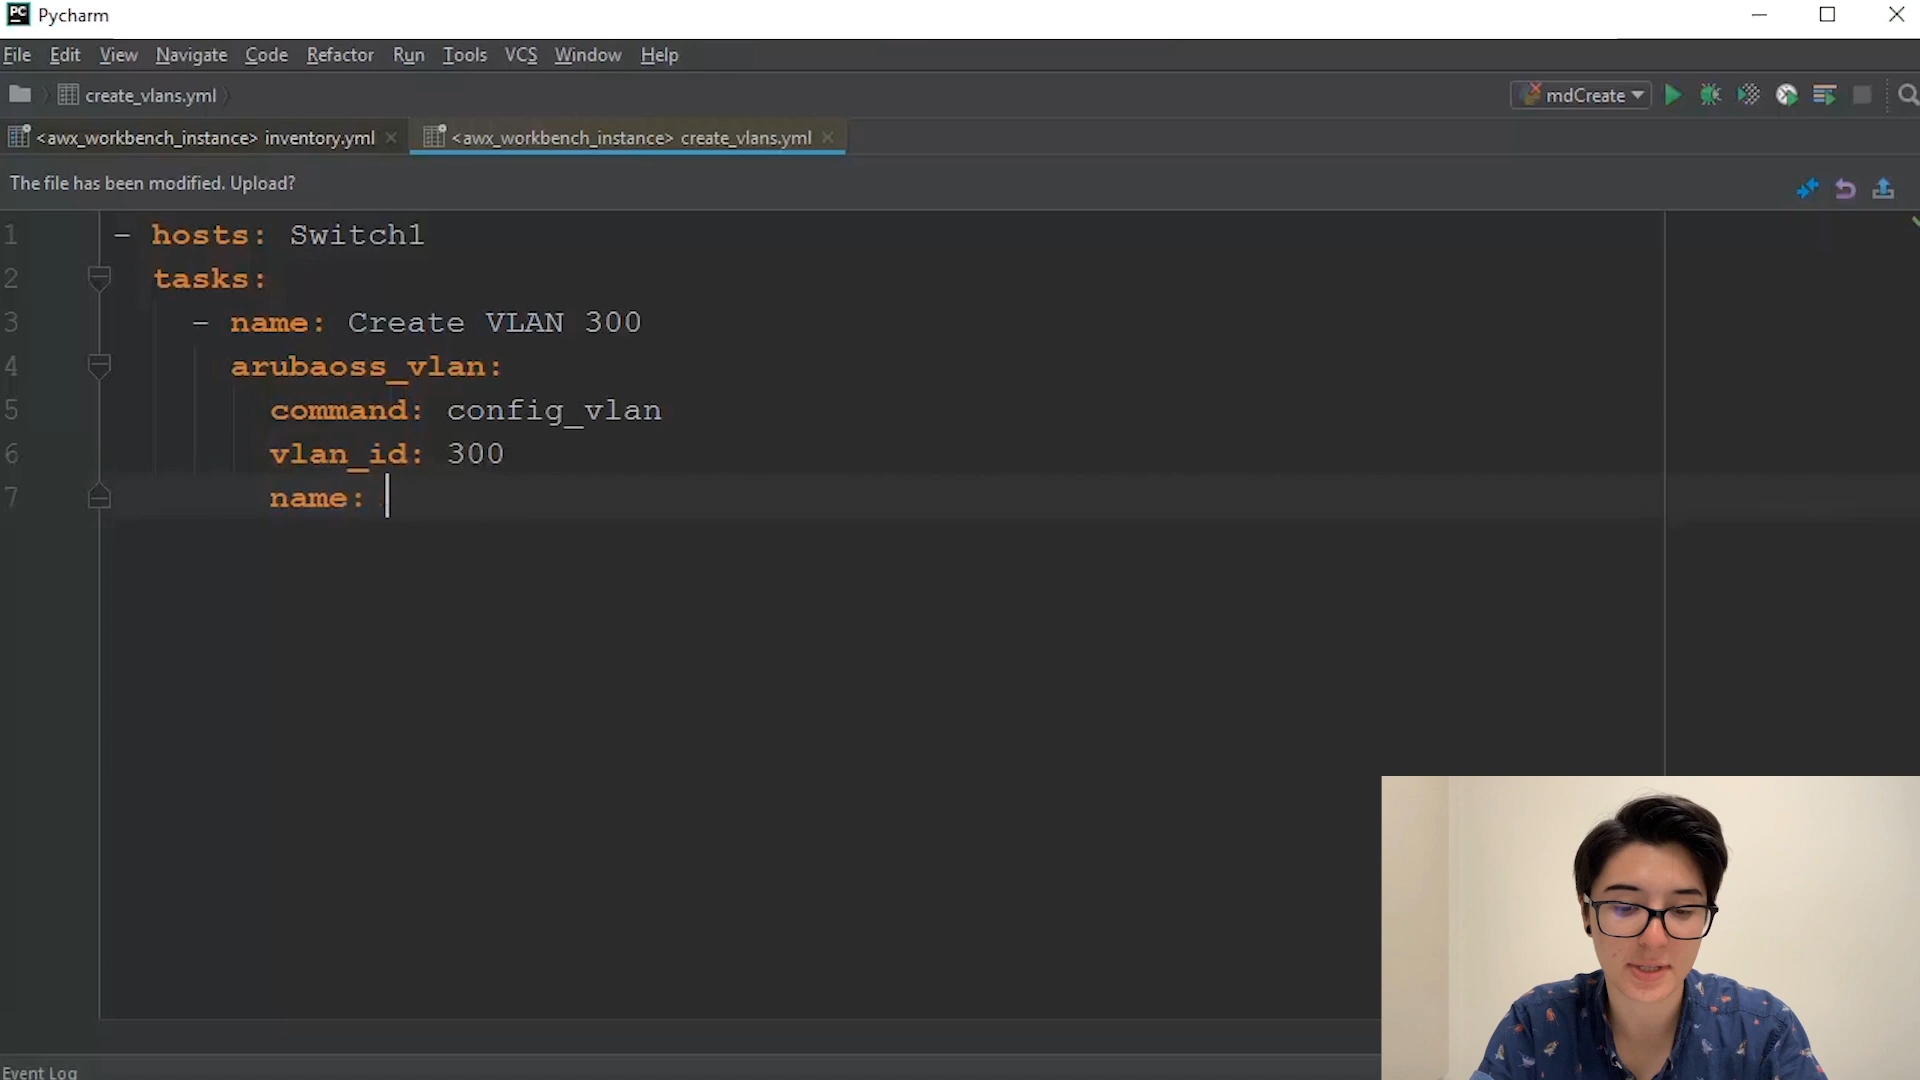 PC Pycharm
File Edit View Navigate Code Refactor Run Tools VCS Window Help
create_vlans.yml
mdCreate
<awx_workbench_instance> inventory.yml
<awx_workbench_instance> create_vlans.yml
The file has been modified. Upload?
1 - hosts: Switch1
2 tasks:
3 - name: Create VLAN 300
4 arubaoss_vlan:
5 command: config_vlan
6 vlan_id: 300
7 name:
Event Log